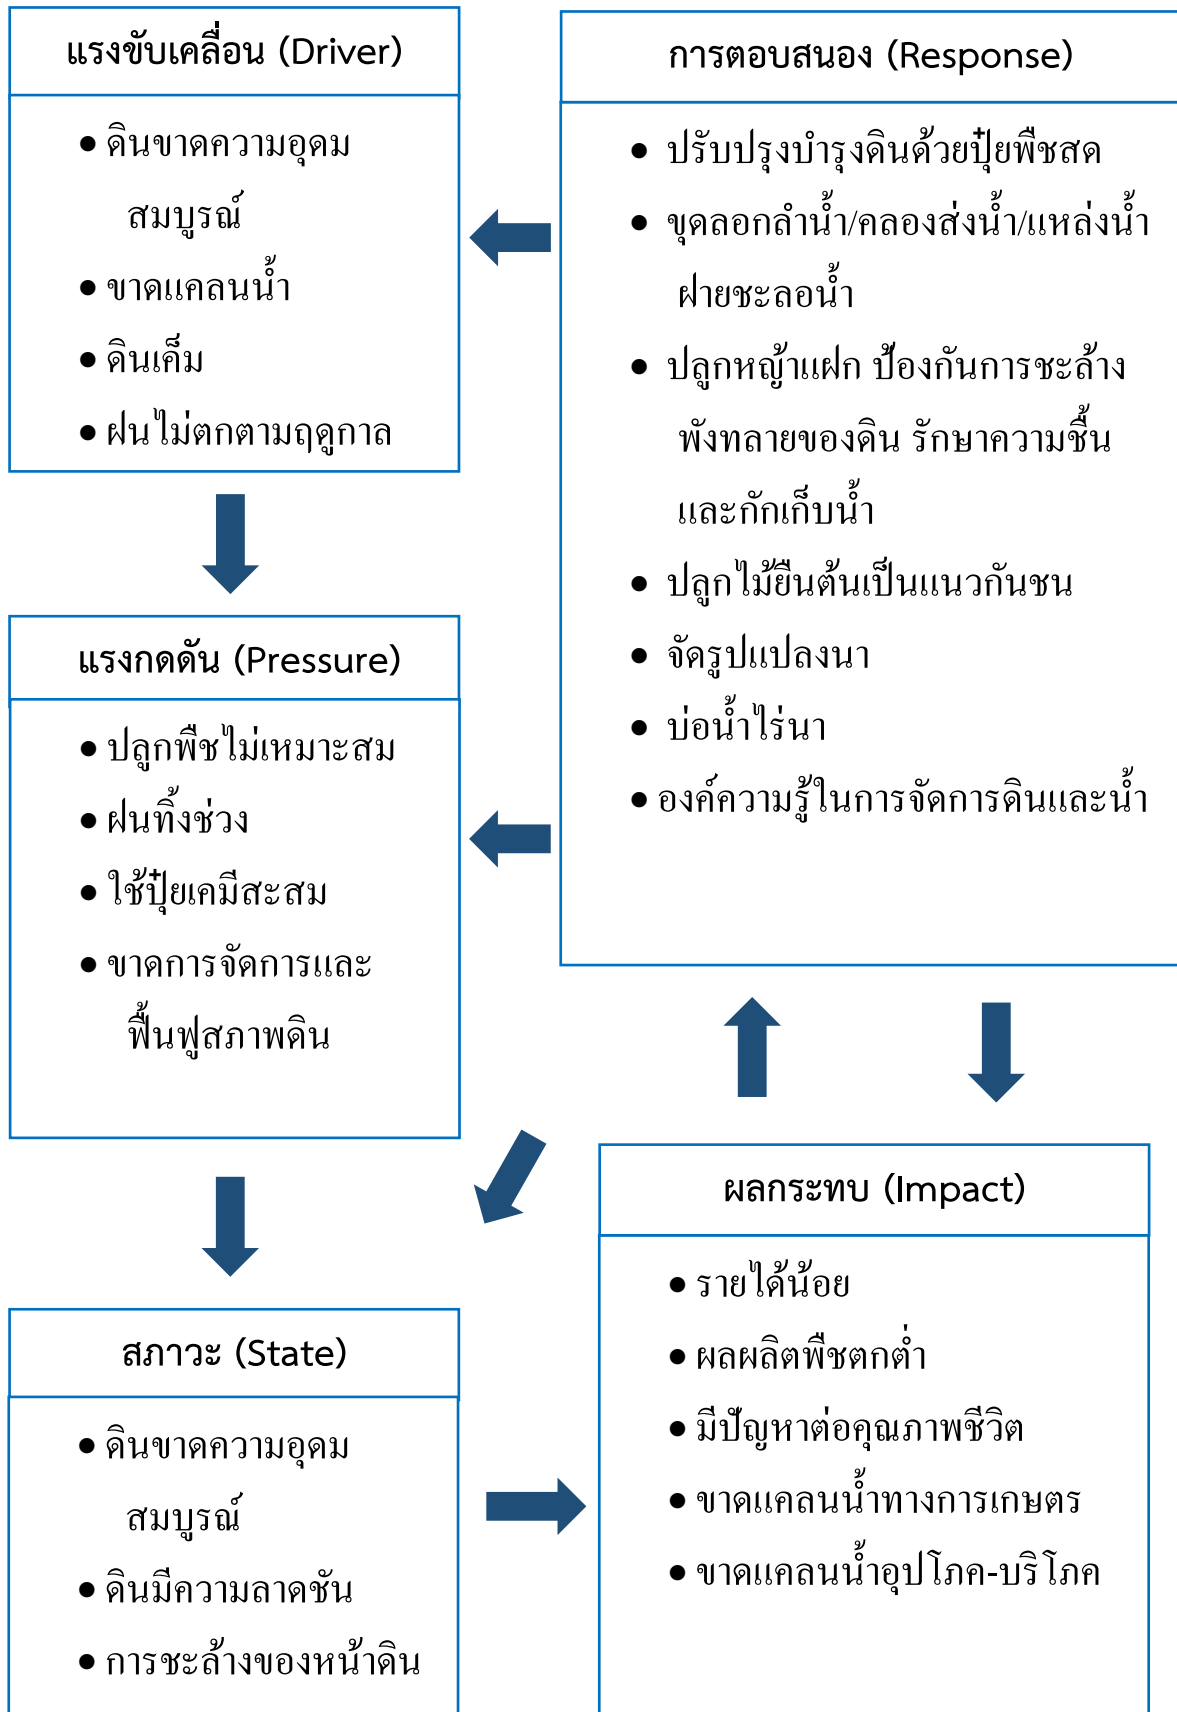 แรงขับเคลื่อน (Driver)
• ดินขาดความอุดม
สมบูรณ์
• ขาดแคลนน้ำ
• ดินเค็ม
• ฝนไม่ตกตามฤดูกาล
การตอบสนอง (Response)
• ปรับปรุงบำรุงดินด้วยปุ๋ยพืชสด
• ขุดลอกลำน้ำ/คลองส่งน้ำ/แหล่งน้ำ
ฝายชะลอน้ำ
• ปลูกหญ้าแฝก ป้องกันการชะล้าง
พังทลายของดิน รักษาความชื้น
และกักเก็บน้ำ
• ปลูกไม้ยืนต้นเป็นแนวกันชน
• จัดรูปแปลงนา
• บ่อน้ำไร่นา
• องค์ความรู้ในการจัดการดินและน้ำ
แรงกดดัน (Pressure)
• ปลูกพืชไม่เหมาะสม
• ฝนทิ้งช่วง
• ใช้ปุ๋ยเคมีสะสม
• ขาดการจัดการและ
ฟื้นฟูสภาพดิน
สภาวะ (State)
• ดินขาดความอุดม
สมบูรณ์
• ดินมีความลาดชัน
• การชะล้างของหน้าดิน
ผลกระทบ (Impact)
• รายได้น้อย
• ผลผลิตพืชตกต่ำ
• มีปัญหาต่อคุณภาพชีวิต
• ขาดแคลนน้ำทางการเกษตร
• ขาดแคลนน้ำอุปโภค-บริโภค